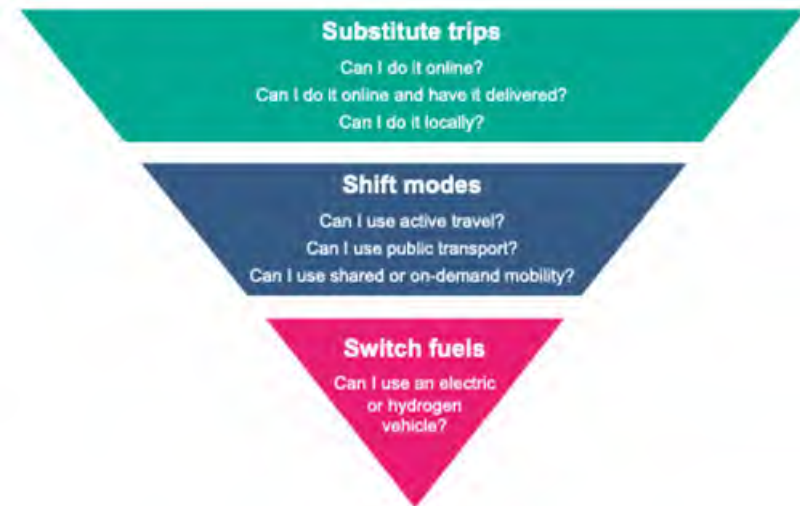 Substitute trips
Can I do it online?
Can I do it online and have it delivered?
Can I do it locally?
Shift modes
Can I use active travel?
Can I use public transport?
Can I use shared or on-demand mobility?
Switch fuels
Can I use an electric
or hydrogen
vehicle?